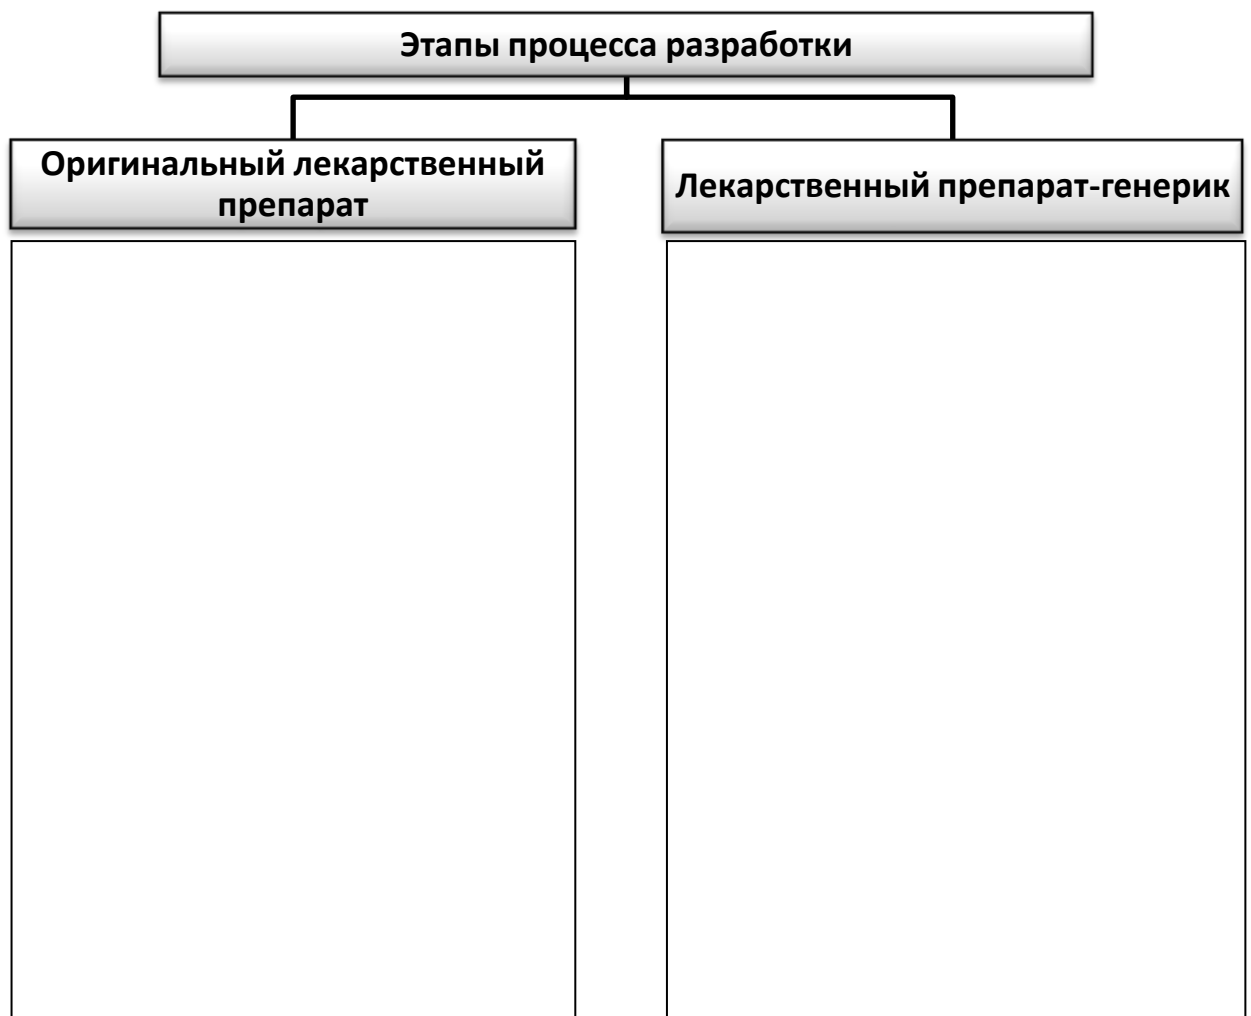 Этапы процесса разработки
Оригинальный лекарственный
препарат
Лекарственный препарат-генерик